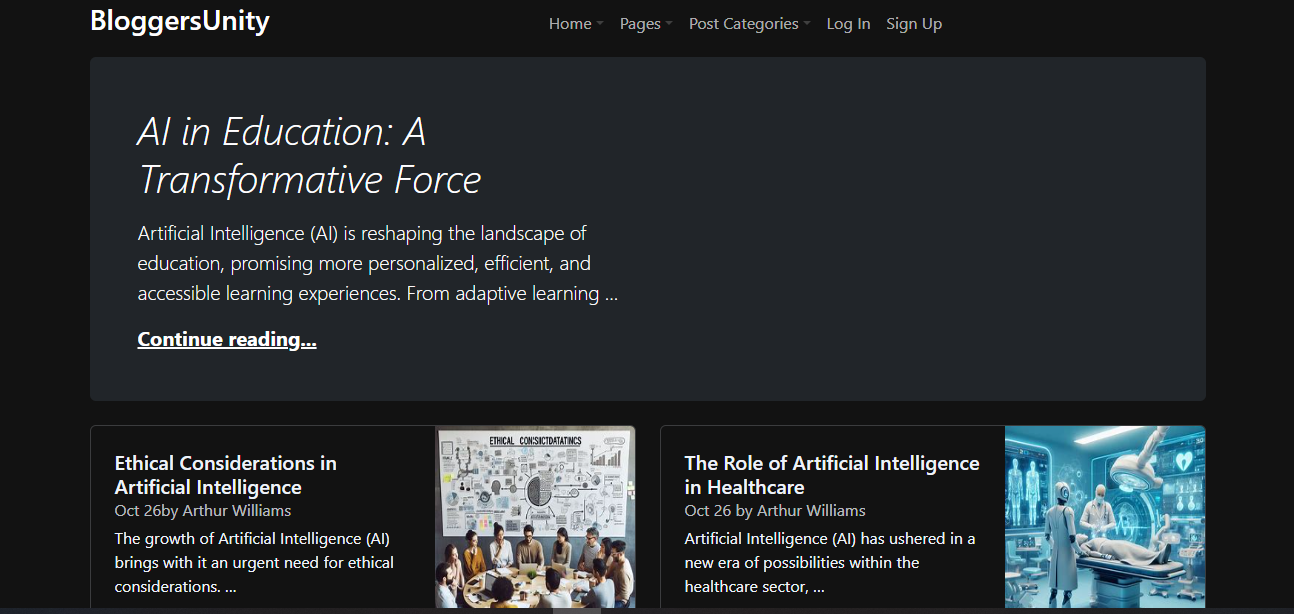 BloggersUnity
Home Pages Post Categories Log In Sign Up
AI in Education: A
Transformative Force
Artificial Intelligence (AI) is reshaping the landscape of
education, promising more personalized, efficient, and
accessible learning experiences. From adaptive learning ...
Continue reading...
Ethical Considerations in
Artificial Intelligence
Oct 26by Arthur Williams
The growth of Artificial Intelligence (AI)
brings with it an urgent need for ethical
considerations. ...
ETHICAL
The Role of Artificial Intelligence
in Healthcare
Oct 26 by Arthur Williams
Artificial Intelligence (AI) has ushered in a
new era of possibilities within the
healthcare sector, ...